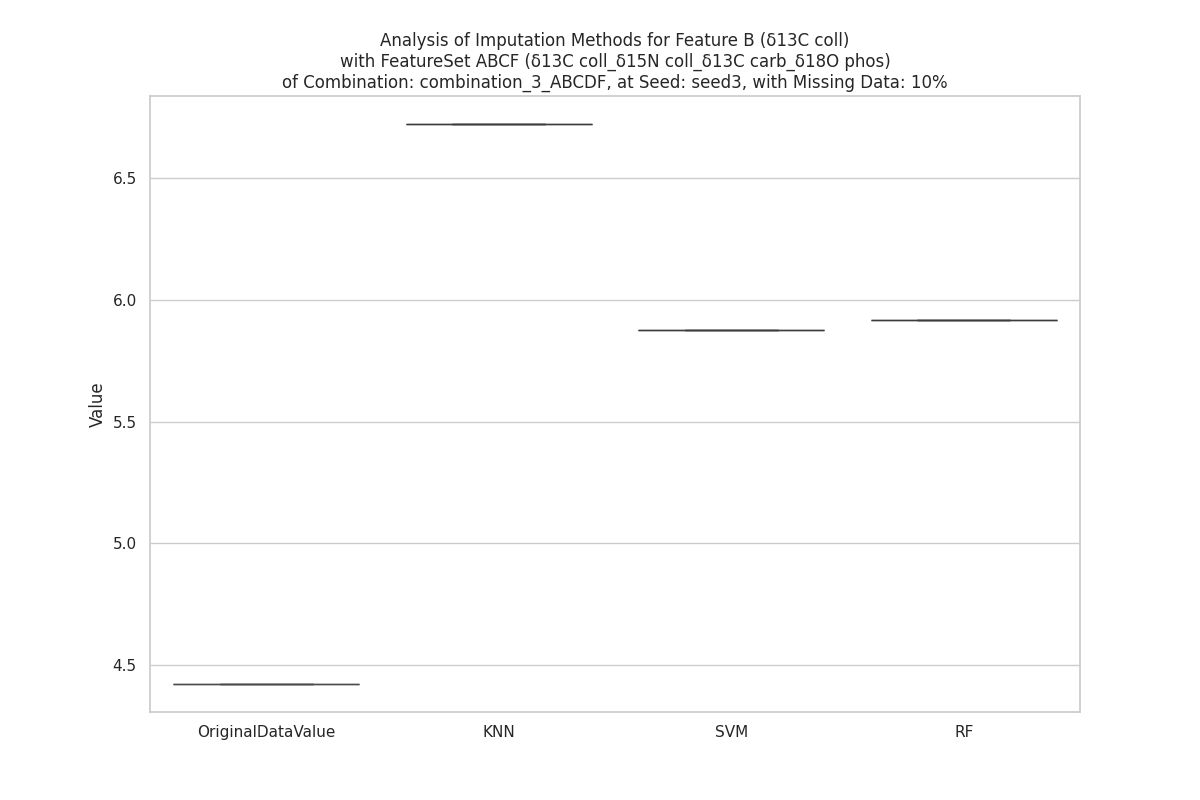 Analysis of Imputation Methods for Feature B (δ13C coll)
with FeatureSet ABCF (δ13C coll_δ15N coll_δ13C carb_δ18O phos)
of Combination: combination_3_ABCDF, at Seed: seed3, with Missing Data: 10%
6.5
6.0
5.5
5.0
4.5
Value
OriginalDataValue KNN SVM RF